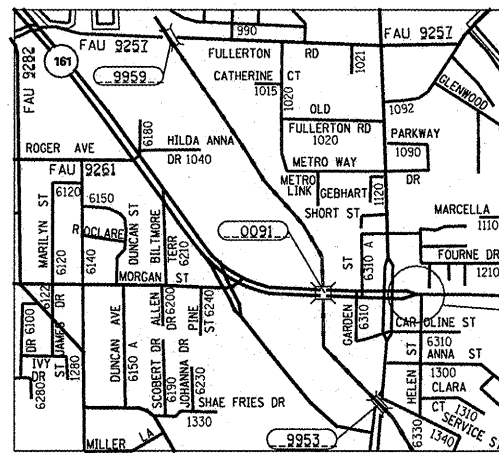 990
FAU 9257
FULLERTON RD
FAU 9257
FAU 9282
161
9959
CATHERINE CT
1015
1020
1021
GLENWOOD
OLD
FULLERTON RD
1020
1092
PARKWAY
1090
DR
6180
HILDA ANNA
DR 1040
ROGER AVE
METRO WAY
FAU 9261
METRO
LINK
GEBHART
1120
SHORT ST
MARILYN ST
6120
6120
6150
ROCLARE
6140
DUNCAN ST
BILTMORE
TERR
6210
0091
MARCELLA
1110
FOURNE DR
1210
ST
6310 A
MORGAN ST
6122
DR 6100
JAMES DR
ST
1280
IVY
DR
6280
DUNCAN AVE
6150 A
ALLEN
DR 6200
PINE
ST 6240
SCOBERT DR
6190
JOHANNA DR
6230
SHAE FRIES DR
1330
MILLER LA
GARDEN
6310
CAROLINE ST
6310
ANNA ST
1300
HELEN ST
6330
CLARA
CT 1310
SERVICE ST
1340
9953